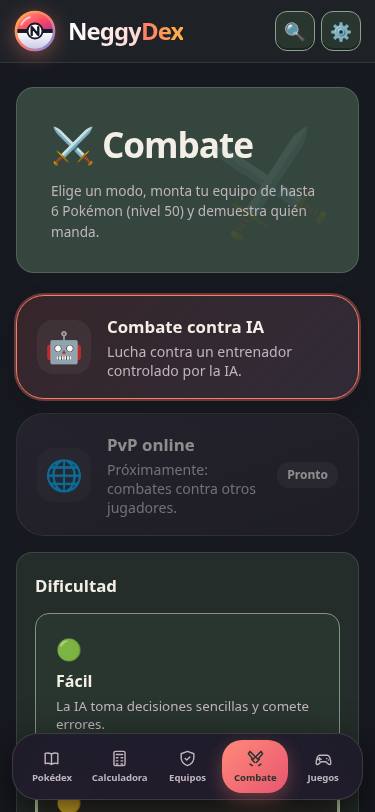 NeggyDex
Combate
Elige un modo, monta tu equipo de hasta
6 Pokémon (nivel 50) y demuestra quién
manda.
Combate contra IA
Lucha contra un entrenador
controlado por la IA.
PvP online
Próximamente:
combates contra otros
jugadores.
Pronto
Dificultad
Fácil
La IA toma decisiones sencillas y comete
errores.
Pokédex
Calculadora
Equipos
Combate
Juegos